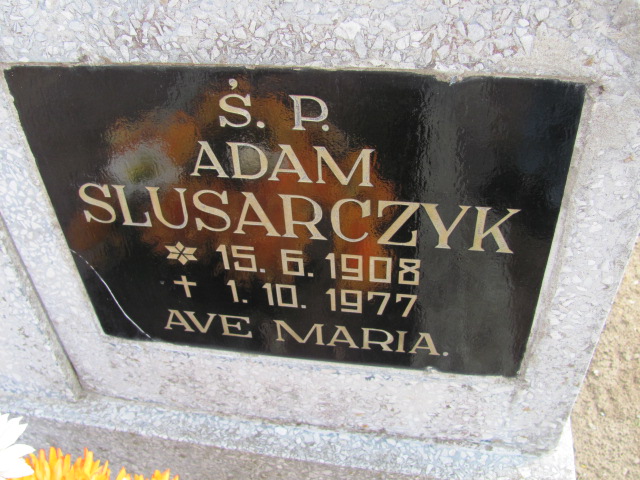 Ś. P.
ADAM
SLUSARCZYK
* 15. 6. 1908
+ 1. 10. 1977
AVE MARIA.